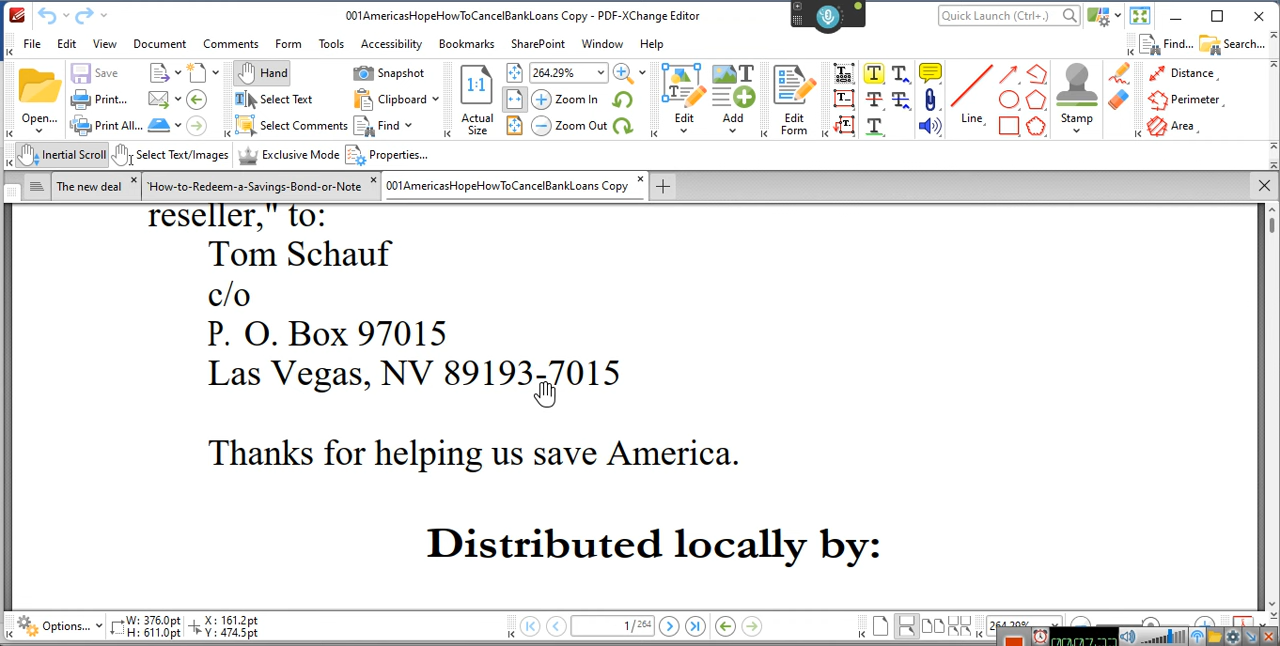 001AmericasHopeHowToCancelBankLoans Copy - PDF-XChange Editor
Quick Launch (Ctrl+.)
File Edit View Document Comments Form Tools Accessibility Bookmarks SharePoint Window Help
Find... Search...
Save Hand Snapshot 264.29% Distance
Print... Select Text Clipboard Zoom In Perimeter
Open... Print All... Select Comments Find Actual Size Zoom Out Edit Add Edit Form Line Stamp Area
Inertial Scroll Select Text/Images Exclusive Mode Properties...
The new deal `How-to-Redeem-a-Savings-Bond-or-Note 001AmericasHopeHowToCancelBankLoans Copy
reseller," to:
Tom Schauf
c/o
P. O. Box 97015
Las Vegas, NV 89193-7015
Thanks for helping us save America.
Distributed locally by:
Options... W: 376.0pt X: 161.2pt 1/264
H: 611.0pt Y: 474.5pt